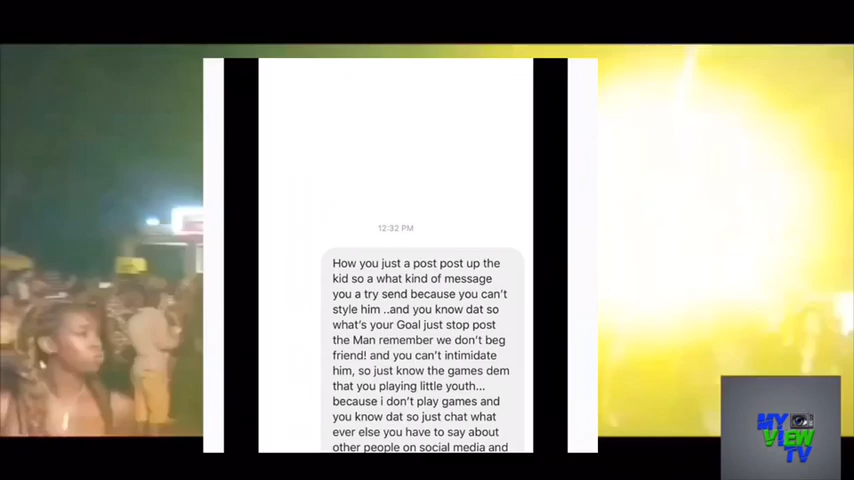 12:32 PM
How you just a post post up the
kid so a what kind of message
you a try send because you can't
style him ..and you know dat so
what's your Goal just stop post
the Man remember we don't beg
friend! and you can't intimidate
him, so just know the games dem
that you playing little youth...
because i don't play games and
you know dat so just chat what
ever else you have to say about
other people on social media and
MY
VIEW
TV